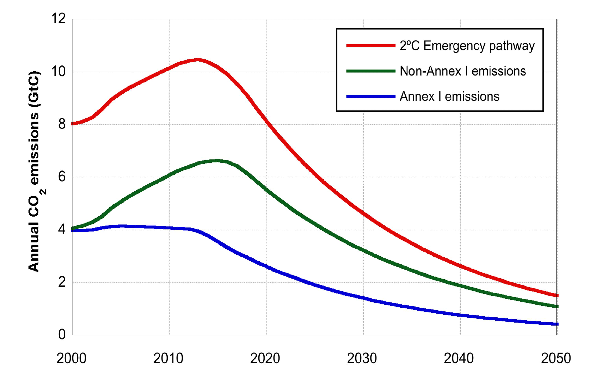 12
10
8
6
4
2
0
Annual CO2 emissions (GtC)
2ºC Emergency pathway
Non-Annex I emissions
Annex I emissions
2000 2010 2020 2030 2040 2050